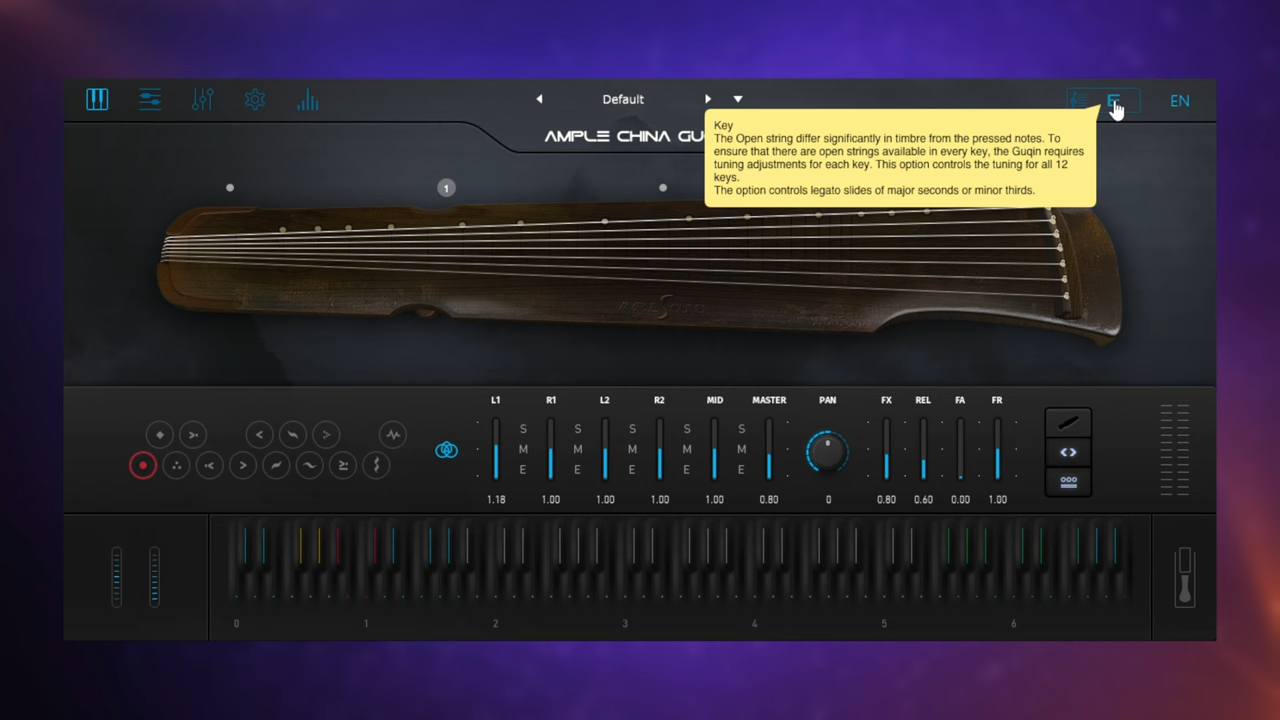 Default
EN
AMPLE CHINA GU
Key
The Open string differ significantly in timbre from the pressed notes. To
ensure that there are open strings available in every key, the Guqin requires
tuning adjustments for each key. This option controls the tuning for all 12
keys.
The option controls legato slides of major seconds or minor thirds.
1
L1 R1 L2 R2 MID MASTER PAN FX REL FA FR
S S S S S
M M M M M
E E E E E
1.18 1.00 1.00 1.00 1.00 0.80 0 0.80 0.60 0.00 1.00
0 1 2 3 4 5 6